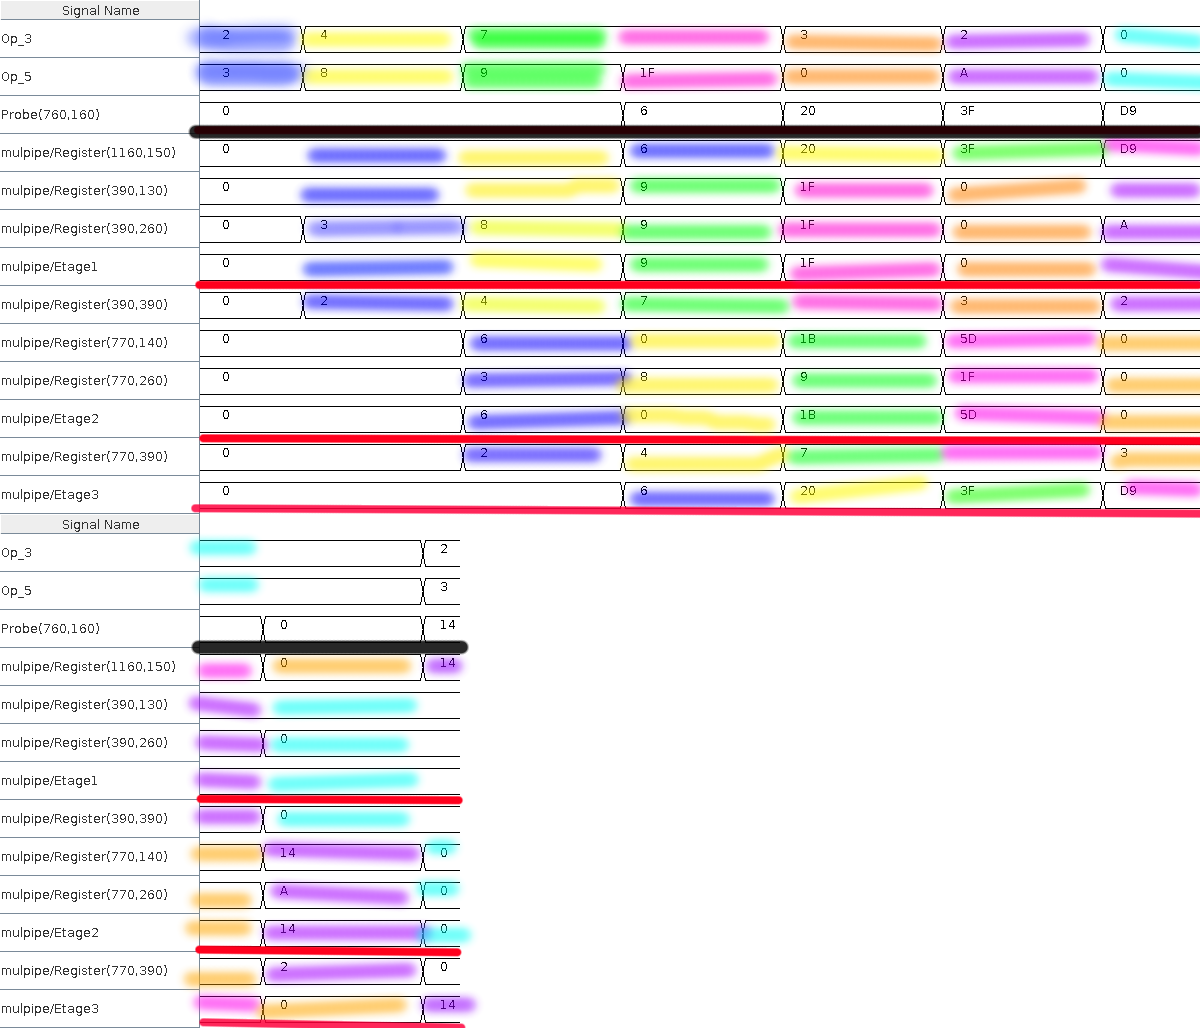 Signal Name
Op_3 2 4 7 3 2 0
Op_5 3 8 9 1F 0 A 0
Probe(760,160) 0 6 20 3F D9
mulpipe/Register(1160,150) 0 6 20 3F D9
mulpipe/Register(390,130) 0 9 1F 0
mulpipe/Register(390,260) 0 3 8 9 1F 0 A
mulpipe/Etage1 0 9 1F 0
mulpipe/Register(390,390) 0 2 4 7 3 2
mulpipe/Register(770,140) 0 6 0 1B 5D 0
mulpipe/Register(770,260) 0 3 8 9 1F 0
mulpipe/Etage2 0 6 0 1B 5D 0
mulpipe/Register(770,390) 0 2 4 7 3
mulpipe/Etage3 0 6 20 3F D9
Signal Name
Op_3 2
Op_5 3
Probe(760,160) 0 14
mulpipe/Register(1160,150) 0 14
mulpipe/Register(390,130)
mulpipe/Register(390,260) 0
mulpipe/Etage1
mulpipe/Register(390,390) 0
mulpipe/Register(770,140) 14 0
mulpipe/Register(770,260) A 0
mulpipe/Etage2 14 0
mulpipe/Register(770,390) 2 0
mulpipe/Etage3 0 14